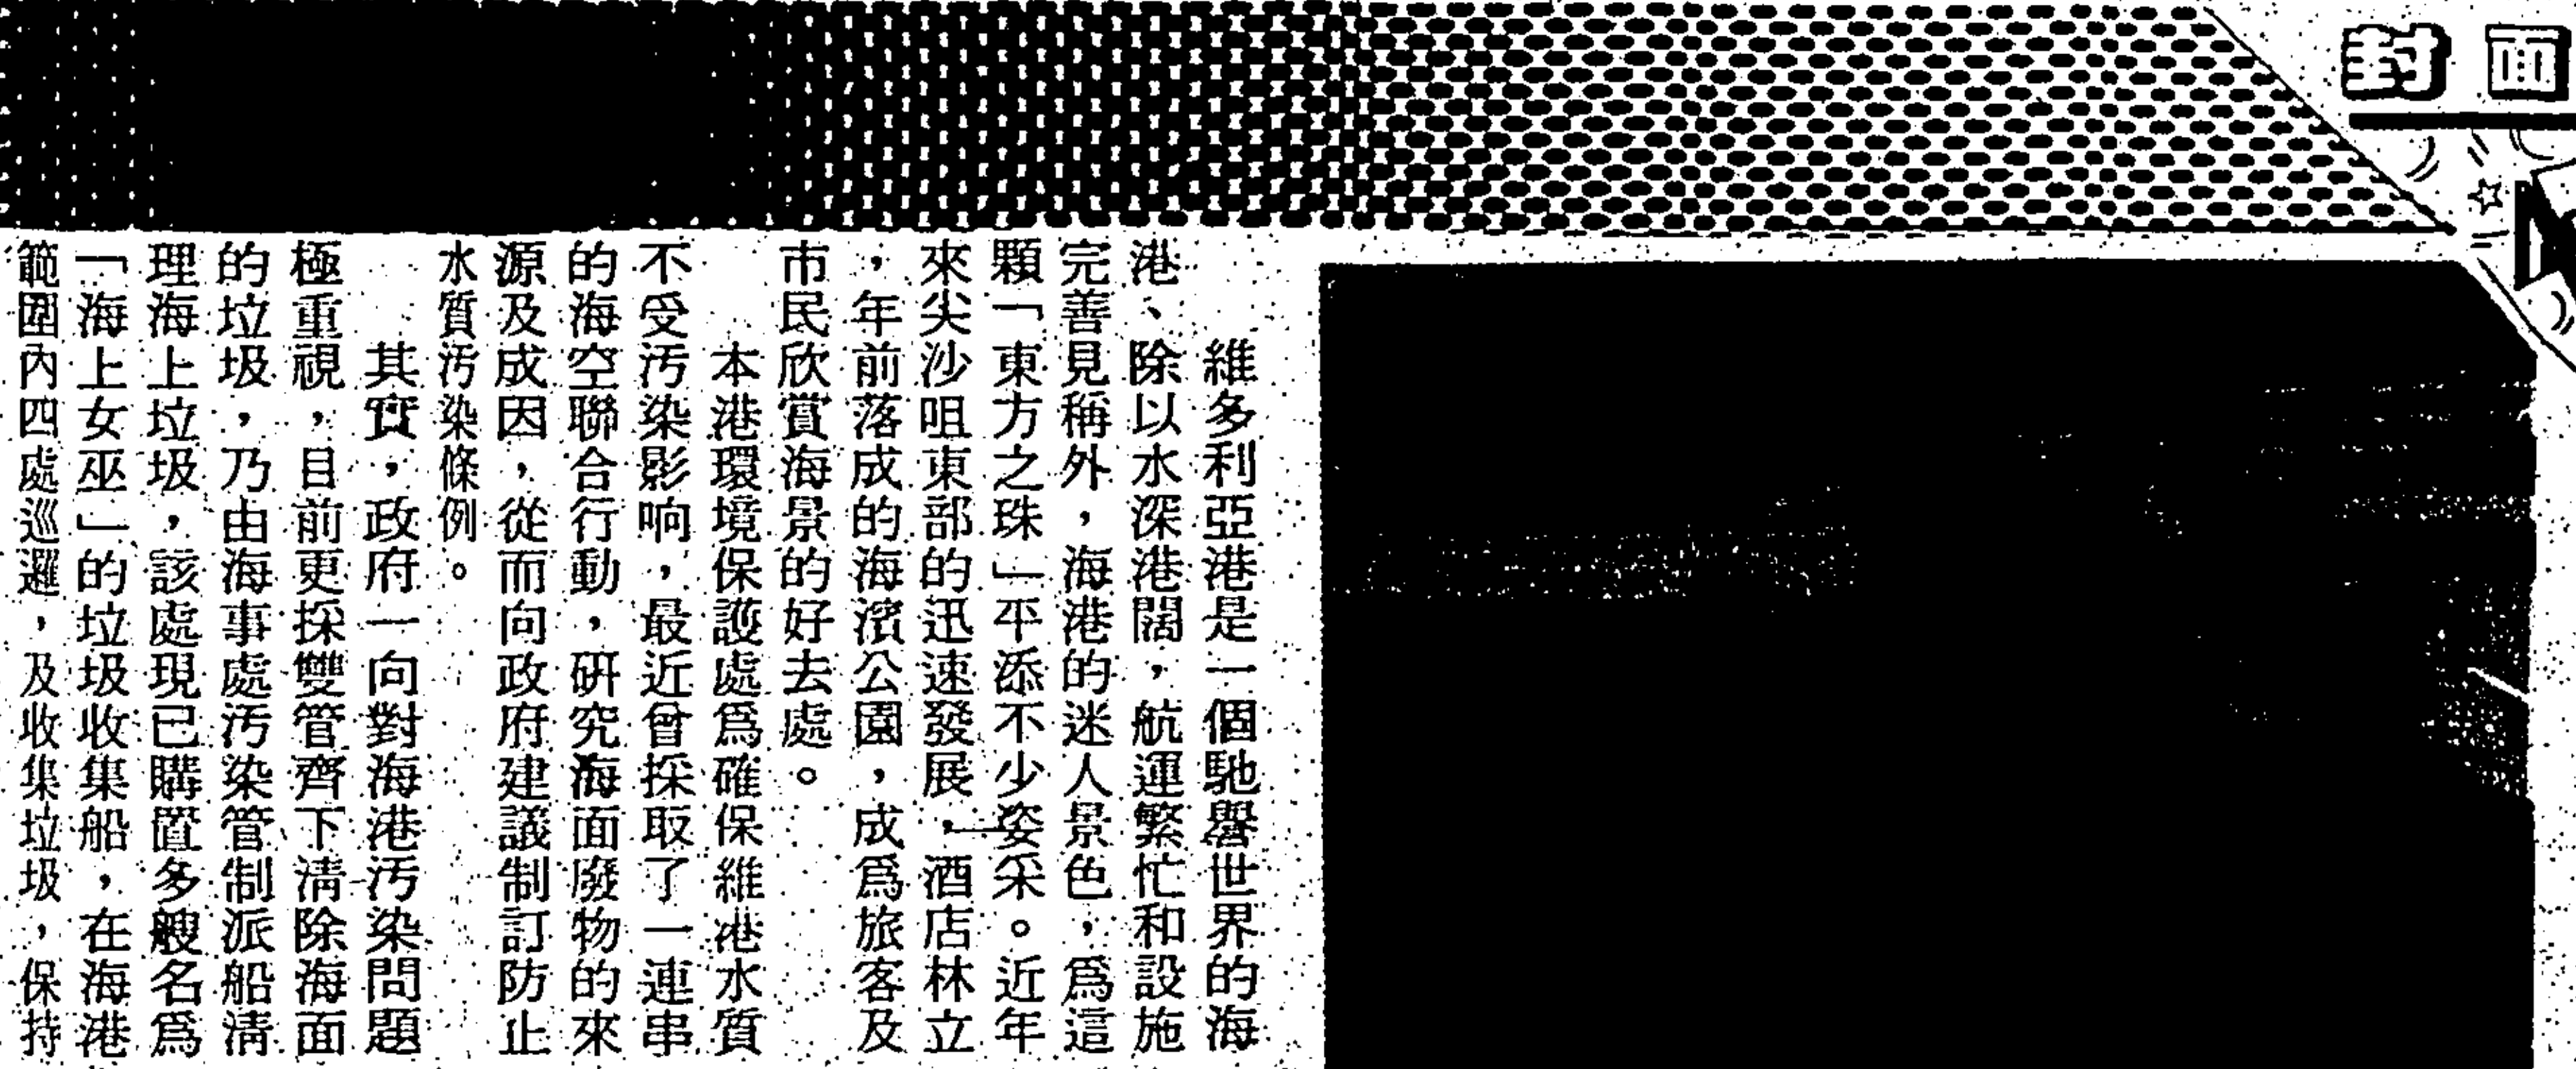 封面
維多利亞港是一個馳譽世界的海
港、除以水深港闊，航運繁忙和設施
完善見稱外，海港的迷人景色，爲這
顆「東方之珠」平添不少姿采。近年
來尖沙咀東部的迅速發展，酒店林立
，年前落成的海濱公園，成爲旅客及
市民欣賞海景的好去處。
本港環境保護處爲確保維港水質
不受污染影响，最近曾採取了一連串
的海空聯合行動，研究海面廢物的來
源及成因，從而向政府建議制訂防止
水質污染條例。
其實，政府一向對海港污染問題
極重視，目前更採雙管齊下清除海面
的垃圾，乃由海事處污染管制派船清
理海上垃圾，該處現已購置多艘名爲
「海上女巫」的垃圾收集船，在海港
範圍內四處巡邏，及收集垃圾，保持